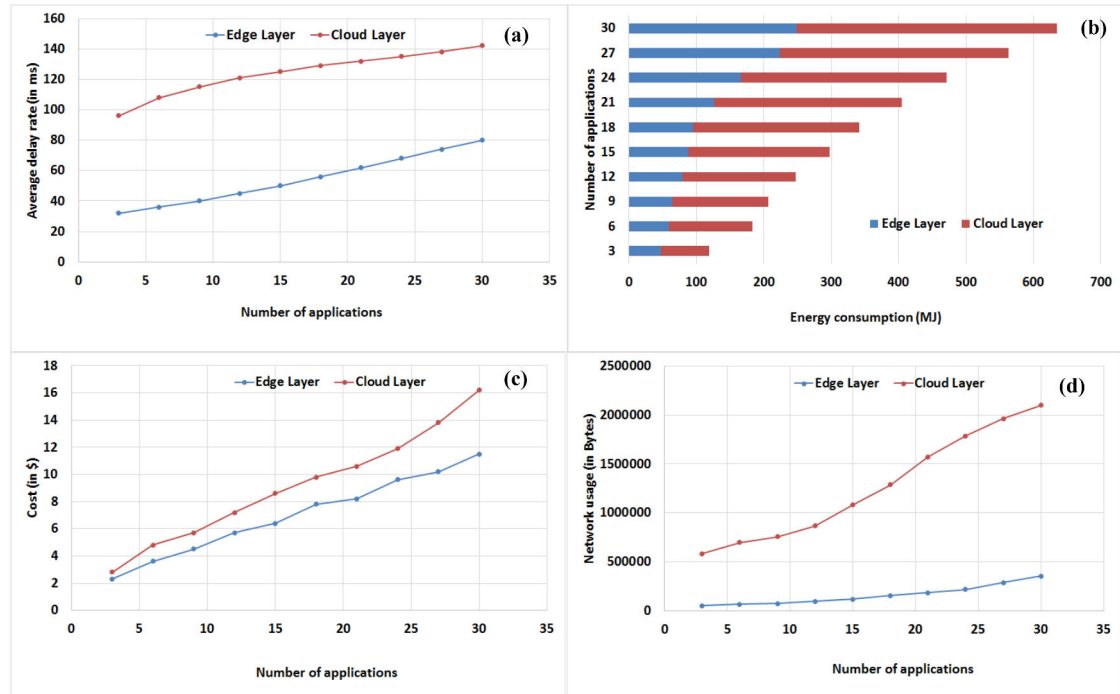 160
140
120
100
80
60
40
20
0
Average delay rate (in ms)
Edge Layer Cloud Layer
(a)
0 5 10 15 20 25 30 35
Number of applications
30
27
24
21
18
15
12
9
6
3
Number of applications
(b)
Edge Layer Cloud Layer
0 100 200 300 400 500 600 700
Energy consumption (MJ)
18
16
14
12
10
8
6
4
2
0
Cost (in $)
Edge Layer Cloud Layer
(c)
0 5 10 15 20 25 30 35
Number of applications
2500000
2000000
1500000
1000000
500000
0
Network usage (in Bytes)
Edge Layer Cloud Layer
(d)
0 5 10 15 20 25 30 35
Number of applications